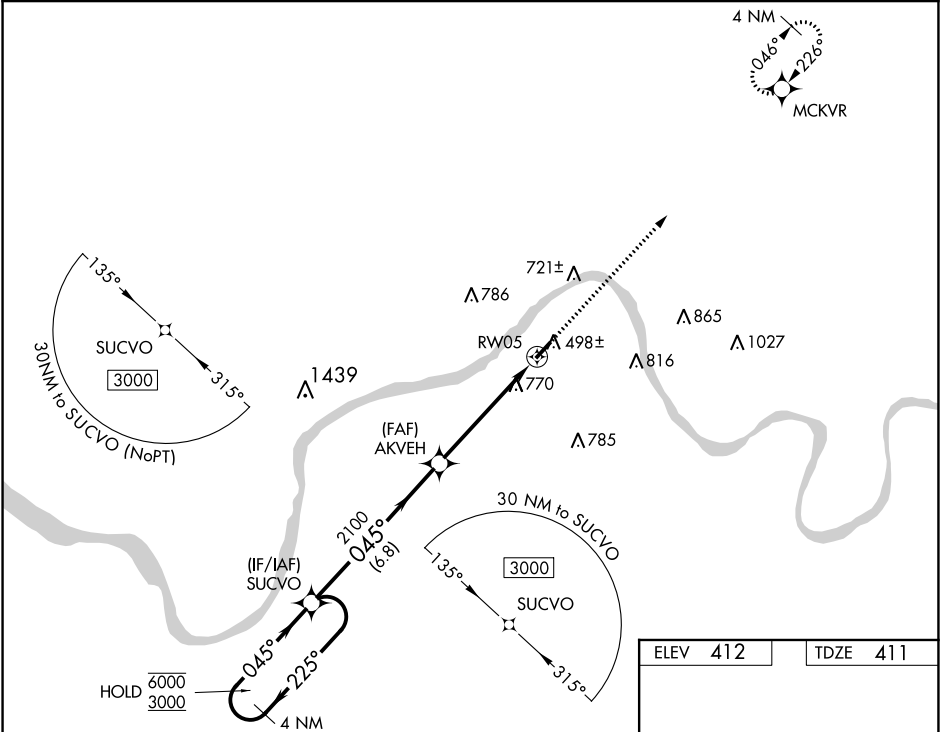 4 NM
046°
226°
MCKVR
135°
SUCVO
3000
315°
30NM to SUCVO (NoPT)
721±
786
865
RW05
498±
1027
816
1439
770
(FAF)
AKVEH
785
2100
045°
(6.8)
30 NM to SUCVO
135°
3000
SUCVO
315°
(IF/IAF)
SUCVO
045°
225°
HOLD 6000
3000
4 NM
ELEV 412
TDZE 411